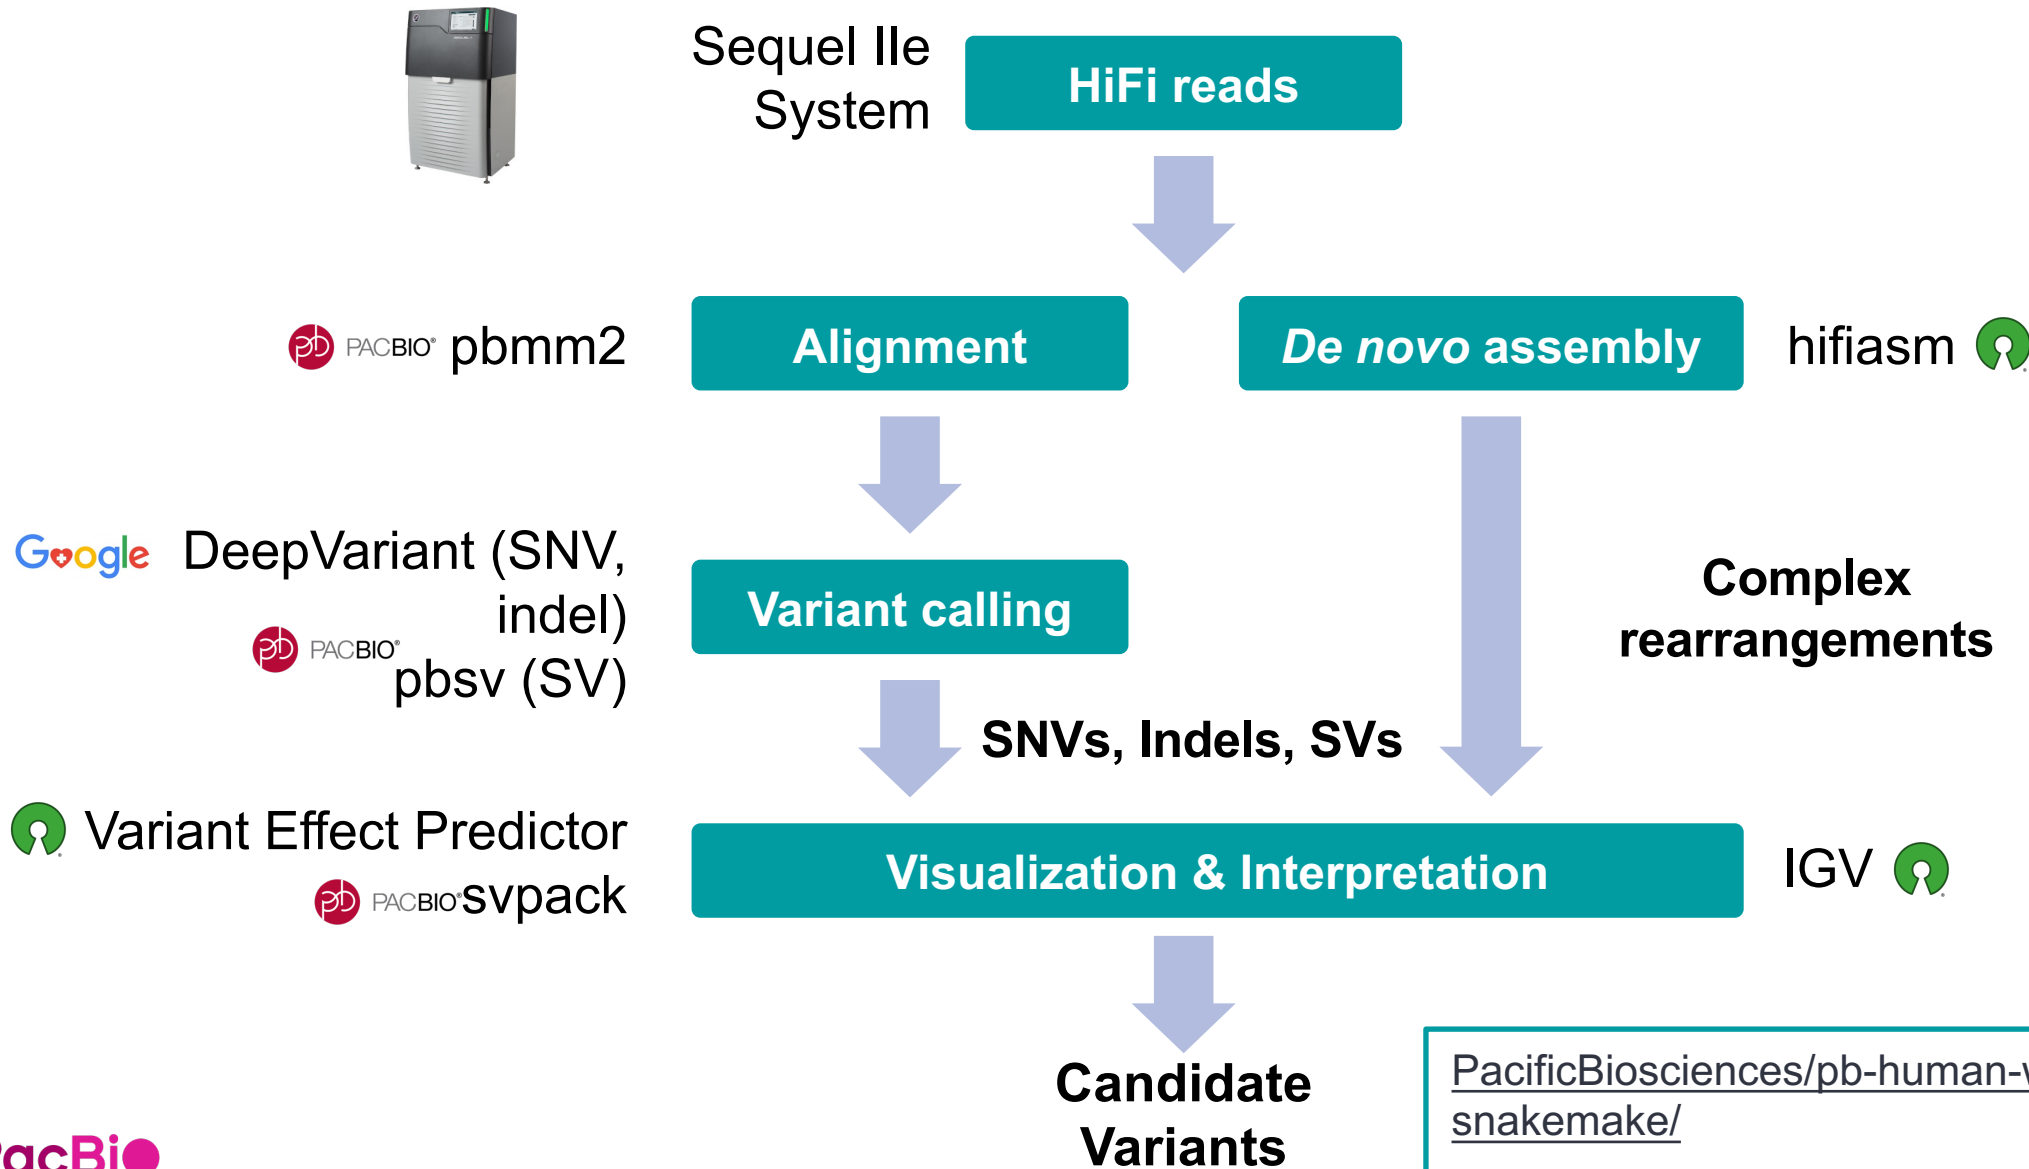 Sequel IIe
System
HiFi reads
PACBIO® pbmm2
Alignment
De novo assembly
hifiasm
Google DeepVariant (SNV,
indel)
PACBIO®
pbsv (SV)
Variant calling
Complex
rearrangements
SNVs, Indels, SVs
Variant Effect Predictor
PACBIO® svpack
Visualization & Interpretation
IGV
Candidate
Variants
PacificBiosciences/pb-human-
snakemake/
PacBio